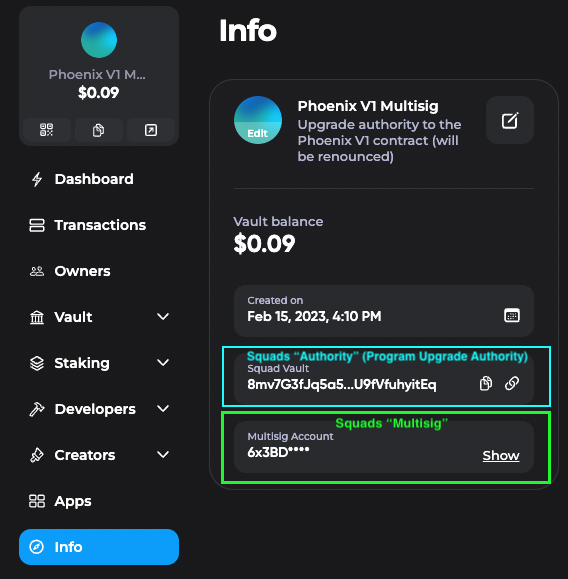 Phoenix V1 M...
$0.09
Dashboard
Transactions
Owners
Vault
Staking
Developers
Creators
Apps
Info
Info
Edit
Phoenix V1 Multisig
Upgrade authority to the
Phoenix V1 contract (will
be renounced)
Vault balance
$0.09
Created on
Feb 15, 2023, 4:10 PM
Squads “Authority” (Program Upgrade Authority)
Squad Vault
8mv7G3fJq5a5...U9fVfuhyitEq
Squads “Multisig”
Multisig Account
6x3BD****
Show